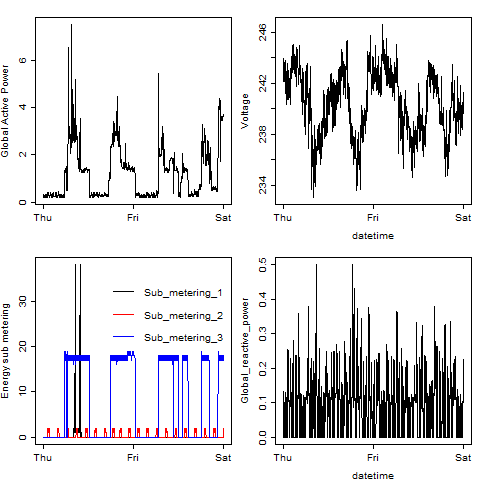 Global Active Power
6
4
2
0
Thu Fri Sat
Voltage
246
242
238
234
Thu Fri Sat
datetime
Energy sub metering
30
20
10
0
Sub_metering_1
Sub_metering_2
Sub_metering_3
Thu Fri Sat
Global_reactive_power
0.5
0.4
0.3
0.2
0.1
0.0
Thu Fri Sat
datetime